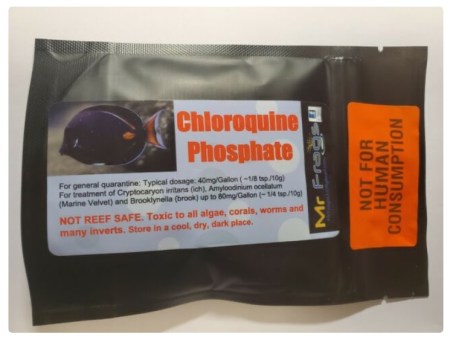 Chloroquine
Phosphate
For general quarantine: Typical dosage; 40mg/Gallon ( ~1/8 tsp./10g)
For treatment of Cryptocaryon irritans (ich), Amyloodinium ocellatum
(Marine Velvet) and Brooklynella (brook) up to 80mg/Gallon ( ~ 1/4 tsp./10g)
NOT REEF SAFE. Toxic to all algae, corals, worms and
many inverts. Store in a cool, dry, dark place.
Mr Frags
NOT FOR
HUMAN
CONSUMPTION